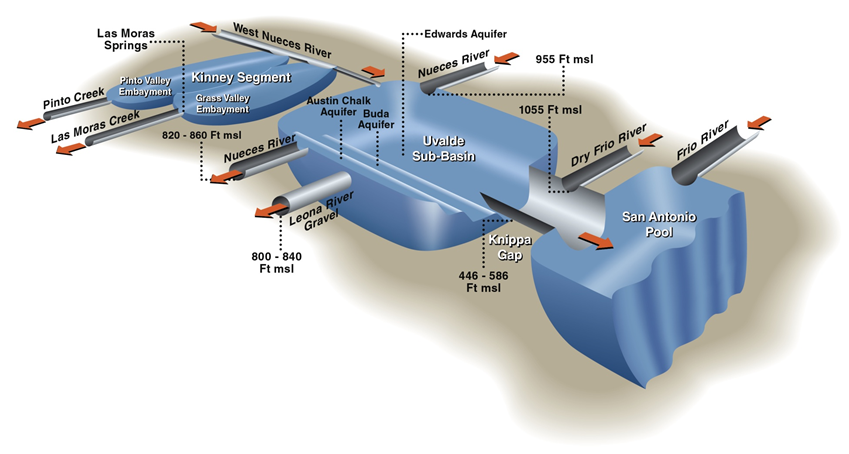 Las Moras
Springs
West Nueces River
Edwards Aquifer
Nueces River
955 Ft msl
Pinto Valley
Embayment
Kinney Segment
Grass Valley
Embayment
Pinto Creek
Las Moras Creek
Austin Chalk
Aquifer
Buda
Aquifer
1055 Ft msl
820 - 860 Ft msl
Nueces River
Uvalde
Sub-Basin
Dry Frio River
Frio River
Leona River
Gravel
San Antonio
Pool
Knippa
Gap
800 - 840
Ft msl
446 - 586
Ft msl